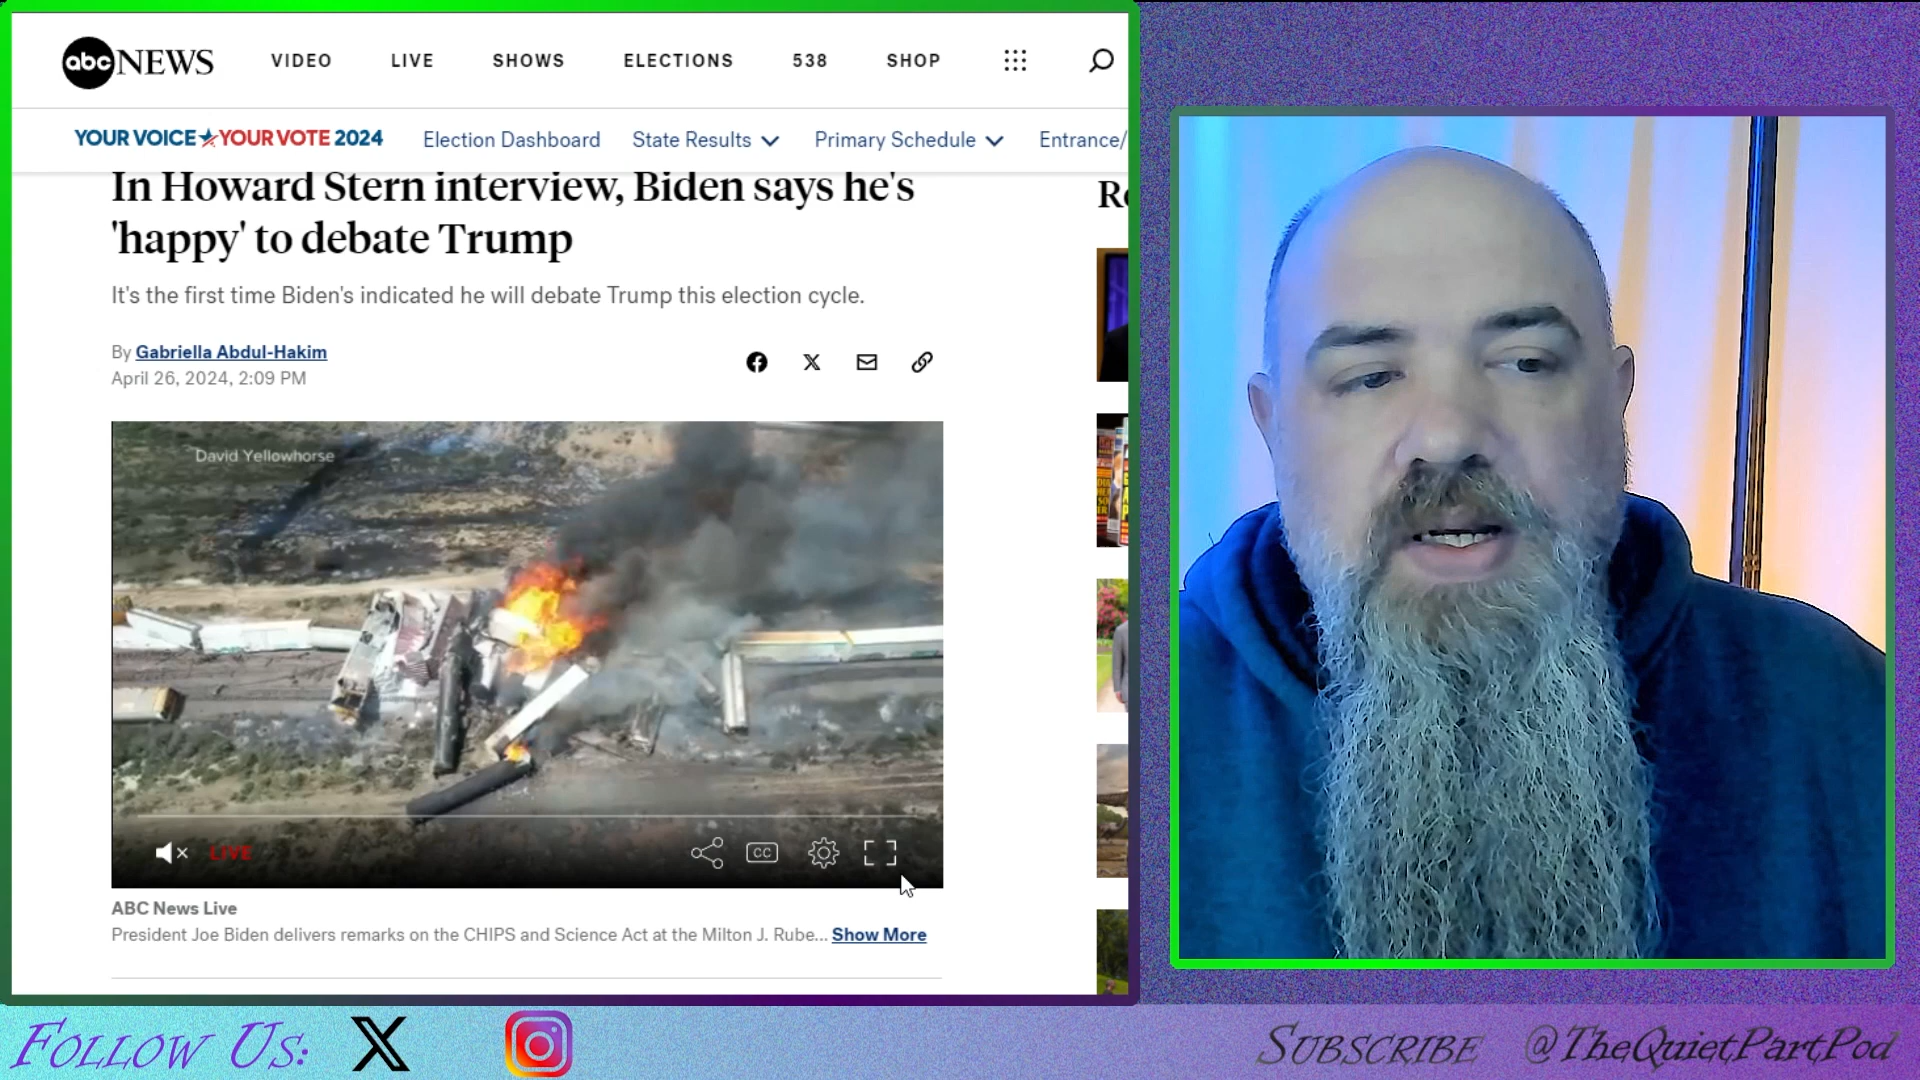 abc NEWS
VIDEO
LIVE
SHOWS
ELECTIONS
538
SHOP
YOUR VOICE YOUR VOTE 2024
Election Dashboard
State Results
Primary Schedule
Entrance/
In Howard Stern interview, Biden says he's
'happy' to debate Trump
It's the first time Biden's indicated he will debate Trump this election cycle.
By Gabriella Abdul-Hakim
April 26, 2024, 2:09 PM
David Yellowhorse
LIVE
CC
ABC News Live
President Joe Biden delivers remarks on the CHIPS and Science Act at the Milton J. Rube... Show More
FOLLOW US:
SUBSCRIBE
@THEQUIETPARTPOD